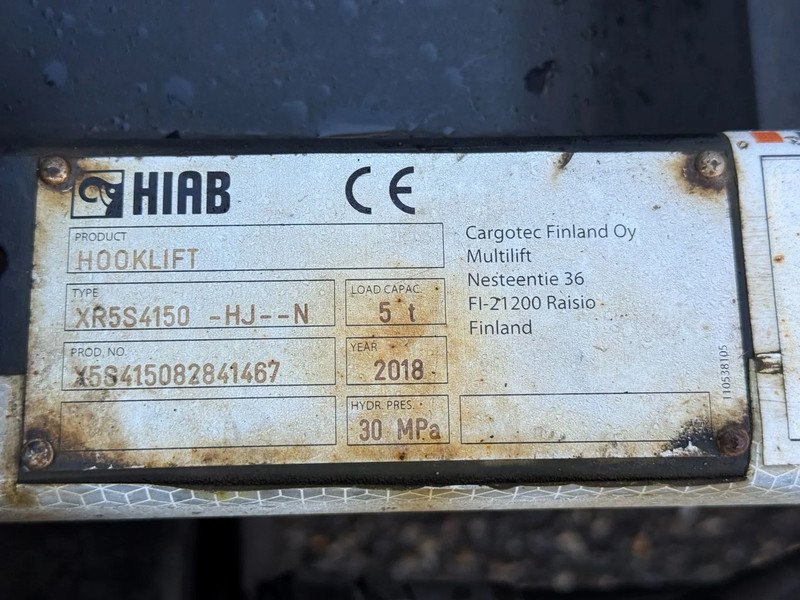 HIAB CE
PRODUCT
HOOKLIFT
TYPE
XR5S4150 -HJ--N
LOAD CAPAC.
5 t
PROD. NO.
X5S415082841467
YEAR
2018
HYDR. PRES.
30 MPa
Cargotec Finland Oy
Multilift
Nesteentie 36
FI-21200 Raisio
Finland
110538105